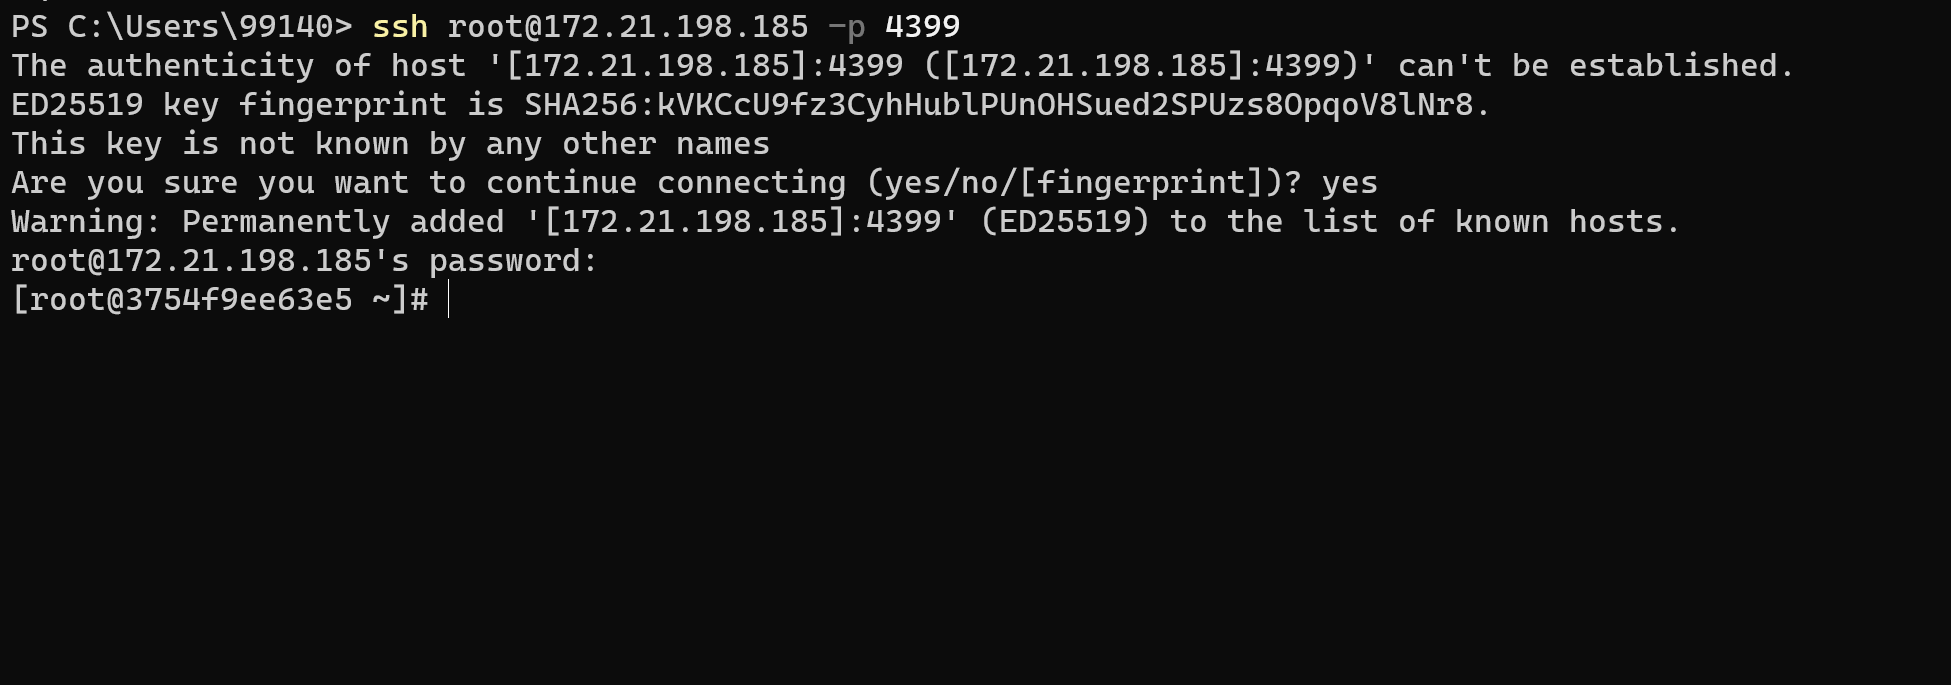 PS C:\Users\99140> ssh root@172.21.198.185 -p 4399
The authenticity of host '[172.21.198.185]:4399 ([172.21.198.185]:4399)' can't be established.
ED25519 key fingerprint is SHA256:kVKCcU9fz3CyhHublPUnOHSued2SPUzs8OpqoV8lNr8.
This key is not known by any other names
Are you sure you want to continue connecting (yes/no/[fingerprint])? yes
Warning: Permanently added '[172.21.198.185]:4399' (ED25519) to the list of known hosts.
root@172.21.198.185's password:
[root@3754f9ee63e5 ~]#